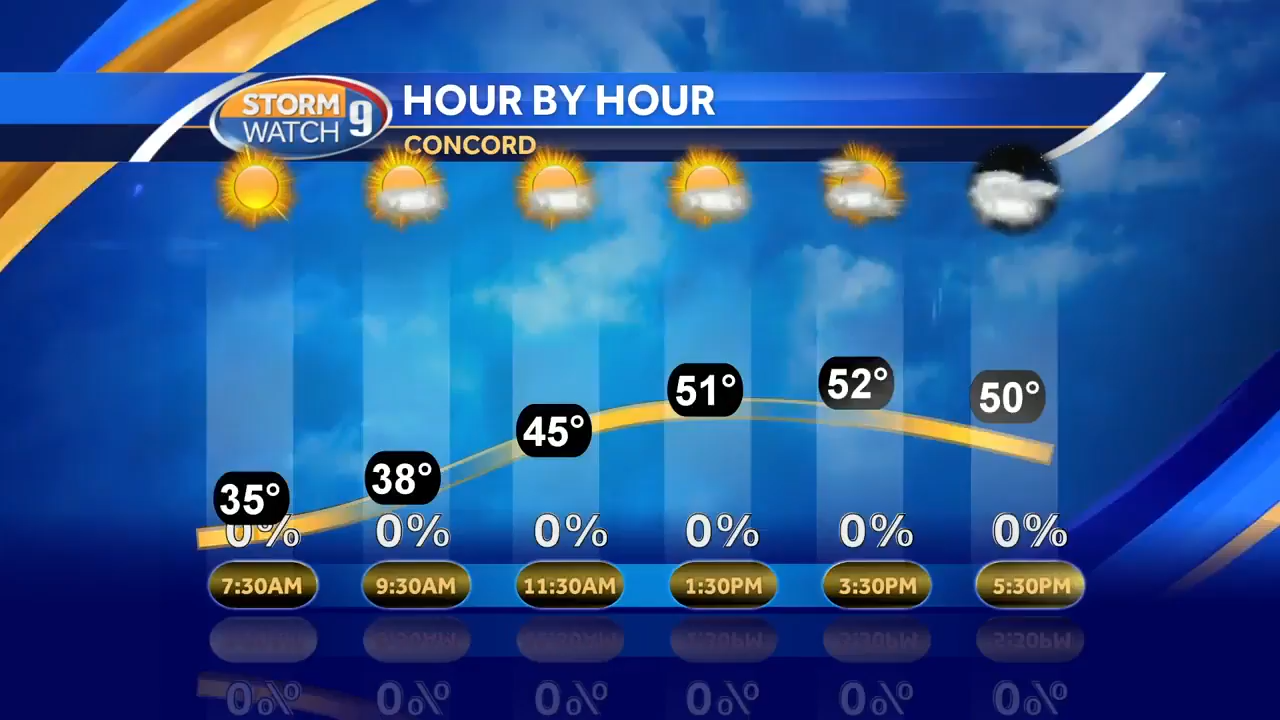 STORM
WATCH 9
HOUR BY HOUR
CONCORD
35° 38° 45° 51° 52° 50°
0% 0% 0% 0% 0% 0%
7:30AM 9:30AM 11:30AM 1:30PM 3:30PM 5:30PM